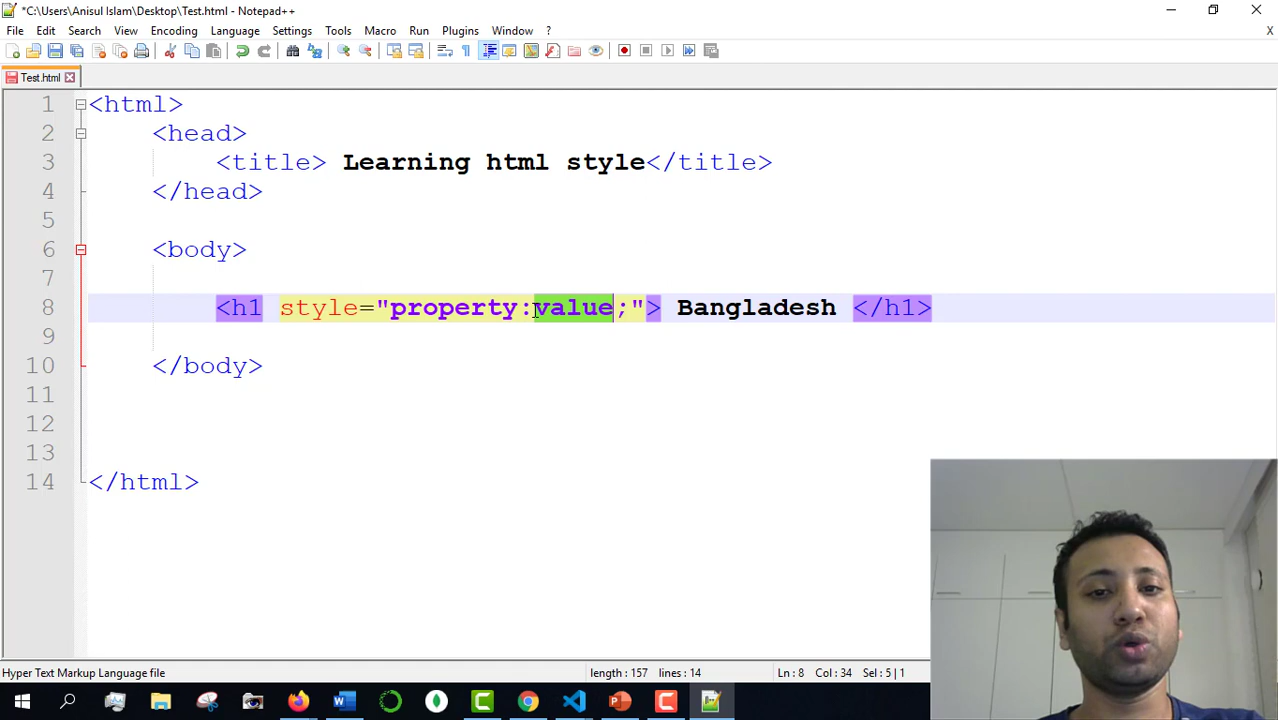 *C:\Users\Anisul Islam\Desktop\Test.html - Notepad++
File Edit Search View Encoding Language Settings Tools Macro Run Plugins Window ? X
Test.html
1 <html>
2 <head>
3 <title> Learning html style</title>
4 </head>
5
6 <body>
7
8 <h1 style="property:value;"> Bangladesh </h1>
9
10 </body>
11
12
13
14 </html>
Hyper Text Markup Language file length : 157 lines : 14 Ln : 8 Col : 34 Sel : 5 | 1